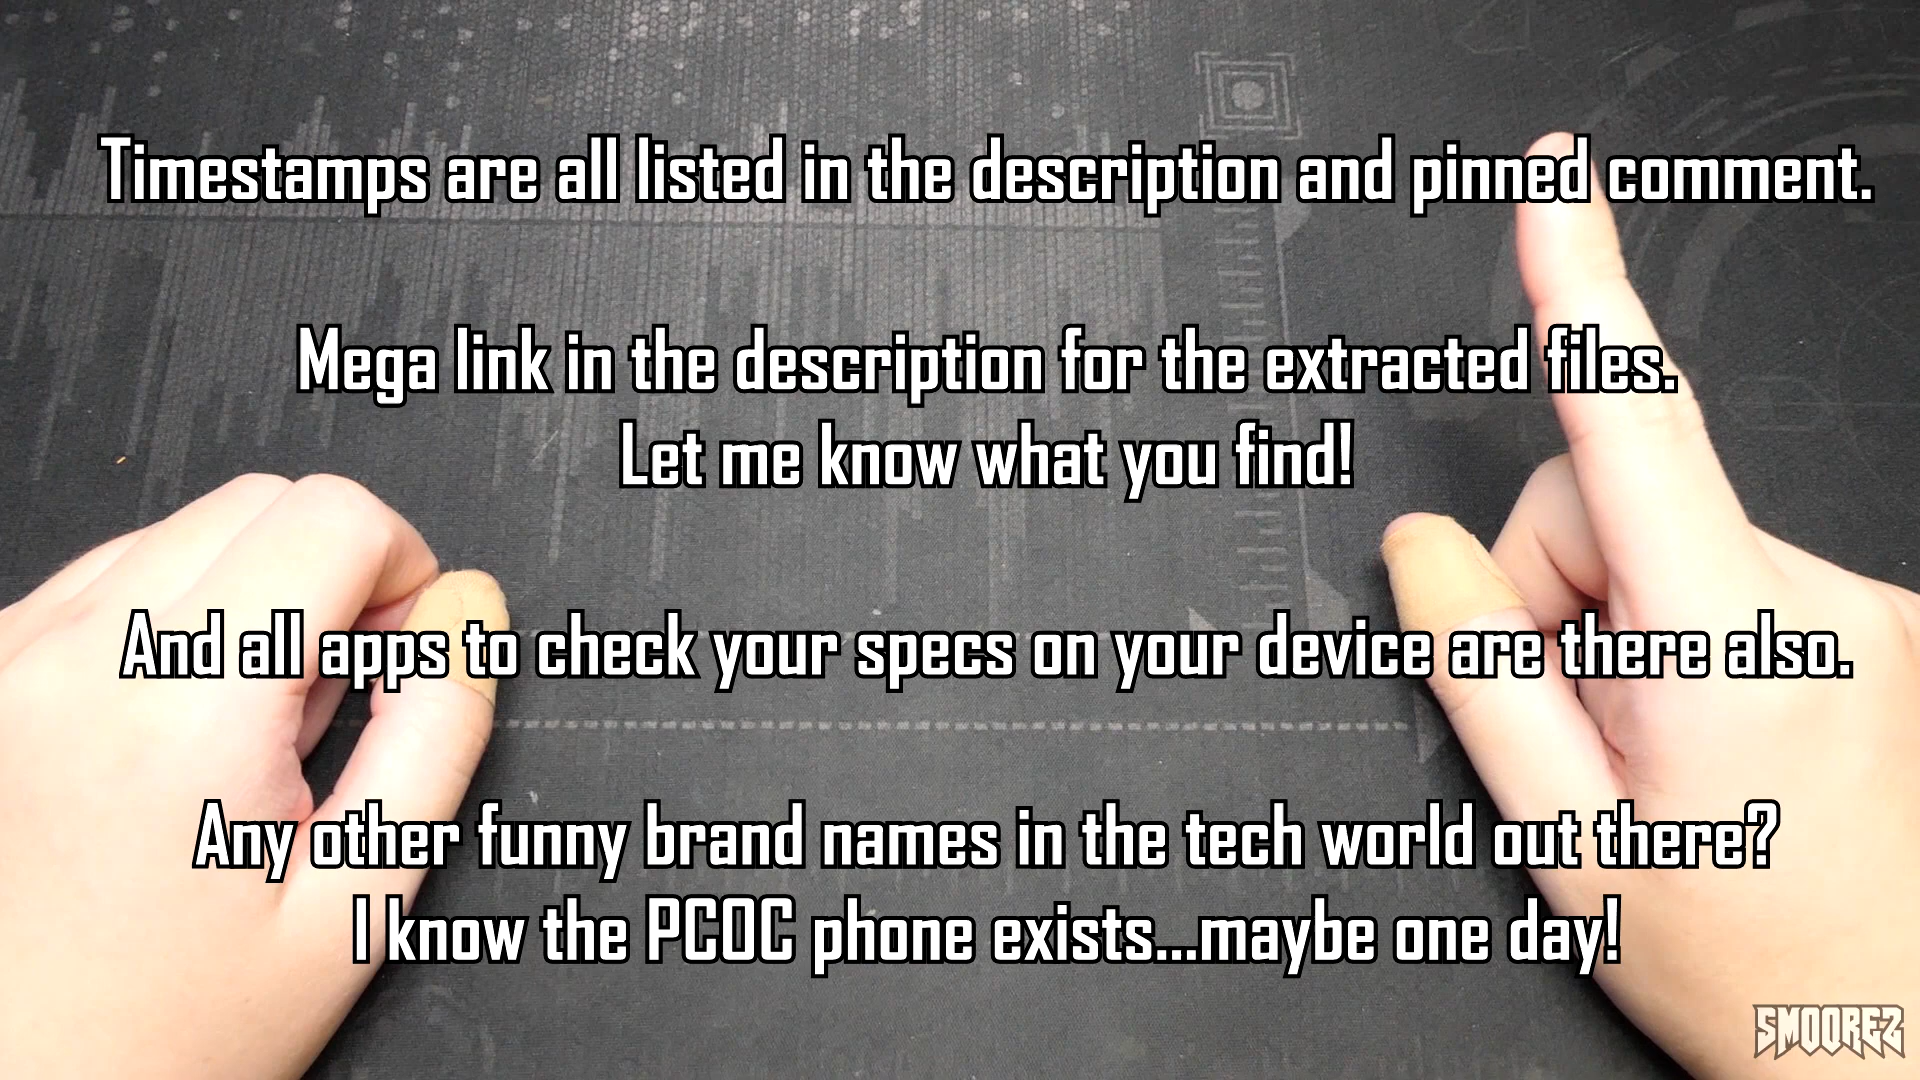 Timestamps are all listed in the description and pinned comment.
Mega link in the description for the extracted files.
Let me know what you find!
And all apps to check your specs on your device are there also.
Any other funny brand names in the tech world out there?
I know the PCOC phone exists...maybe one day!
SMOOREZ